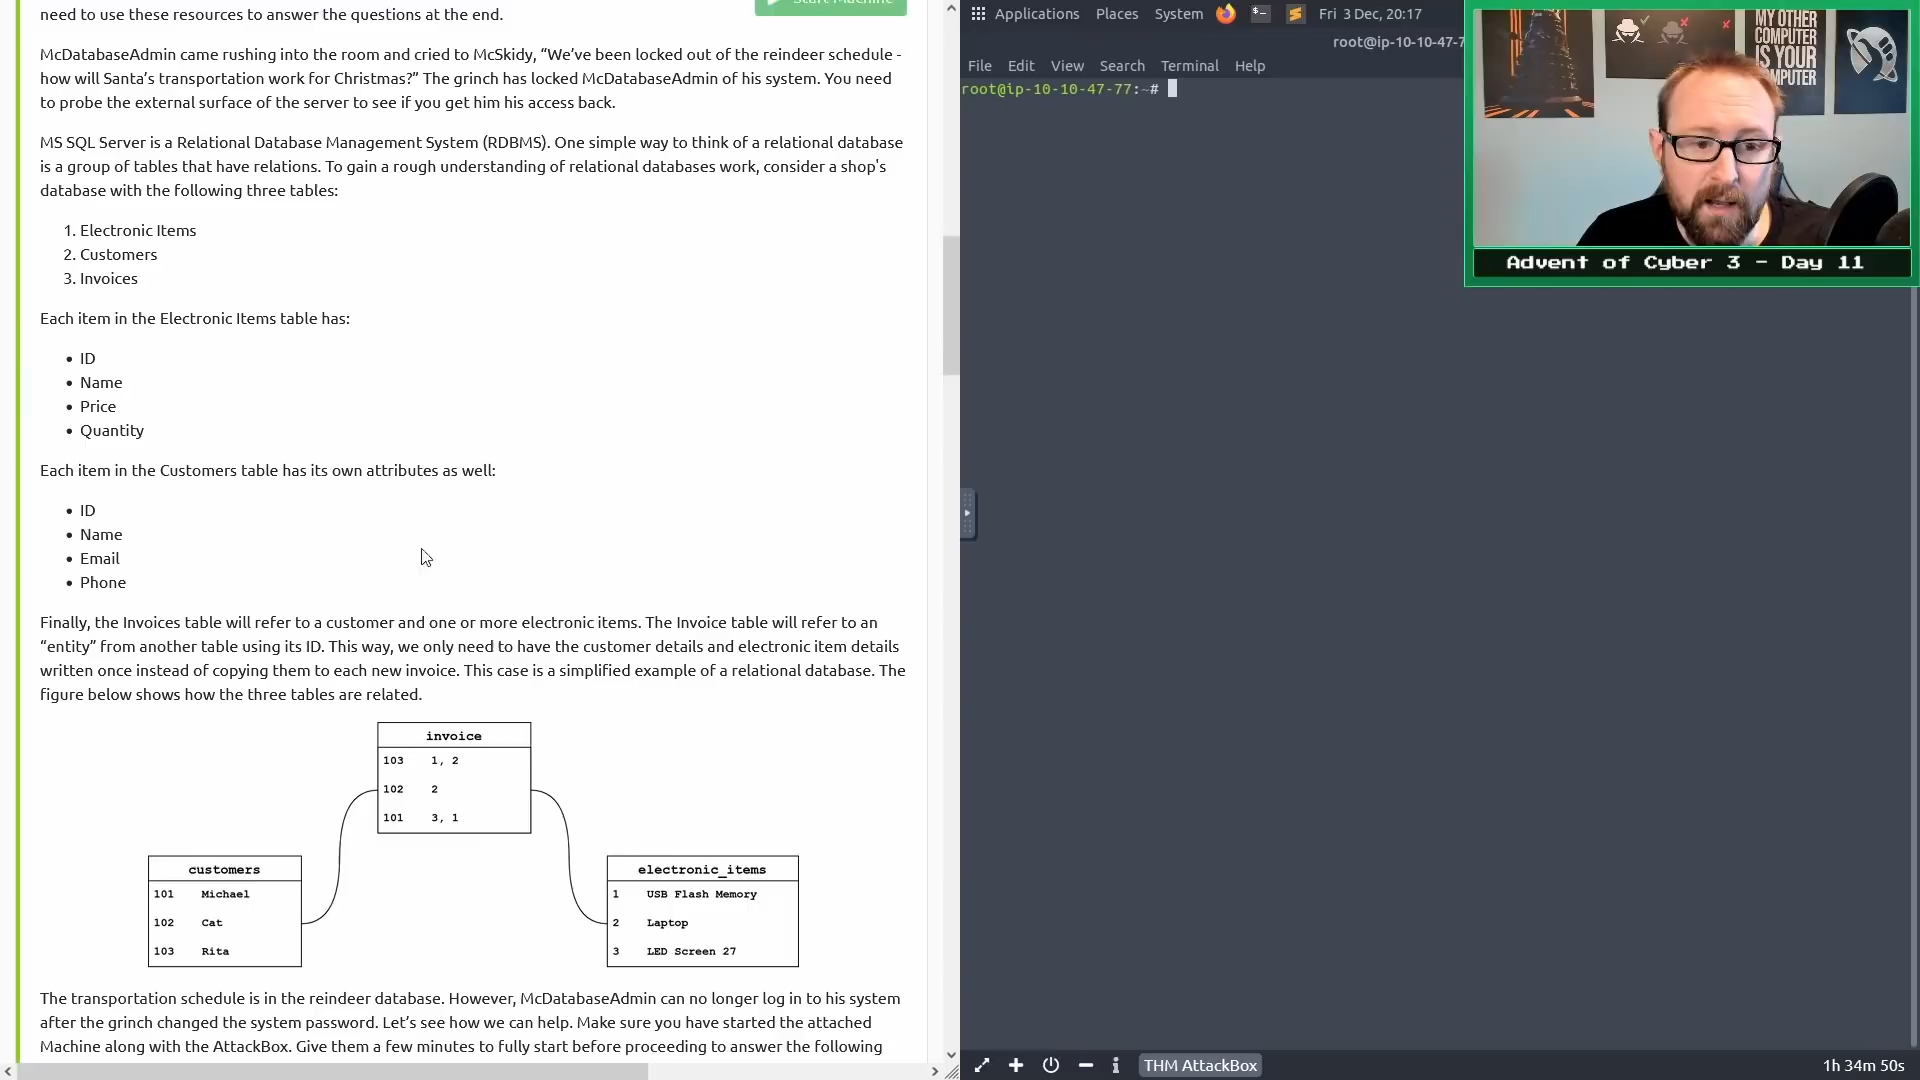 need to use these resources to answer the questions at the end.
Start Machine
McDatabaseAdmin came rushing into the room and cried to McSkidy, “We’ve been locked out of the reindeer schedule -
how will Santa’s transportation work for Christmas?” The grinch has locked McDatabaseAdmin of his system. You need
to probe the external surface of the server to see if you get him his access back.
MS SQL Server is a Relational Database Management System (RDBMS). One simple way to think of a relational database
is a group of tables that have relations. To gain a rough understanding of relational databases work, consider a shop's
database with the following three tables:
1. Electronic Items
2. Customers
3. Invoices
Each item in the Electronic Items table has:
• ID
• Name
• Price
• Quantity
Each item in the Customers table has its own attributes as well:
• ID
• Name
• Email
• Phone
Finally, the Invoices table will refer to a customer and one or more electronic items. The Invoice table will refer to an
“entity” from another table using its ID. This way, we only need to have the customer details and electronic item details
written once instead of copying them to each new invoice. This case is a simplified example of a relational database. The
figure below shows how the three tables are related.
invoice
103 1, 2
102 2
101 3, 1
customers
101 Michael
102 Cat
103 Rita
electronic_items
1 USB Flash Memory
2 Laptop
3 LED Screen 27
The transportation schedule is in the reindeer database. However, McDatabaseAdmin can no longer log in to his system
after the grinch changed the system password. Let’s see how we can help. Make sure you have started the attached
Machine along with the AttackBox. Give them a few minutes to fully start before proceeding to answer the following
Applications Places System Fri 3 Dec, 20:17
root@ip-10-10-47-7
File Edit View Search Terminal Help
root@ip-10-10-47-77:~#
MY OTHER
COMPUTER
IS YOUR
COMPUTER
Advent of Cyber 3 - Day 11
THM AttackBox
1h 34m 50s